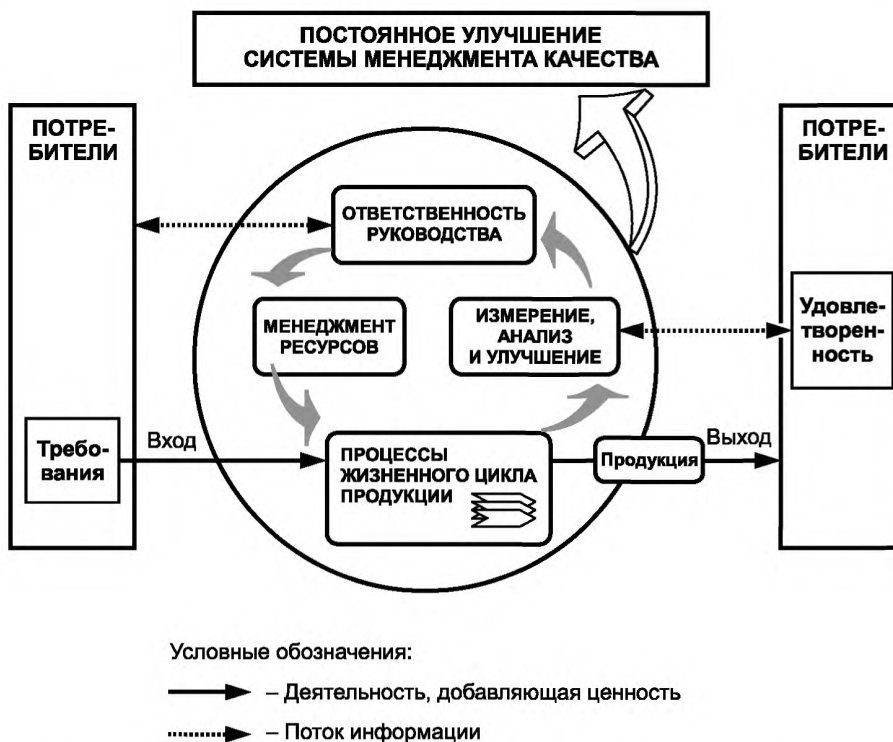 ПОСТОЯННОЕ УЛУЧШЕНИЕ
СИСТЕМЫ МЕНЕДЖМЕНТА КАЧЕСТВА
ПОТРЕ-
БИТЕЛИ
ПОТРЕ-
БИТЕЛИ
ОТВЕТСТВЕННОСТЬ
РУКОВОДСТВА
МЕНЕДЖМЕНТ
РЕСУРСОВ
ИЗМЕРЕНИЕ,
АНАЛИЗ
И УЛУЧШЕНИЕ
Удовле-
творен-
ность
Требо-
вания
Вход
ПРОЦЕССЫ
ЖИЗНЕННОГО ЦИКЛА
ПРОДУКЦИИ
Продукция
Выход
Условные обозначения:
– Деятельность, добавляющая ценность
– Поток информации